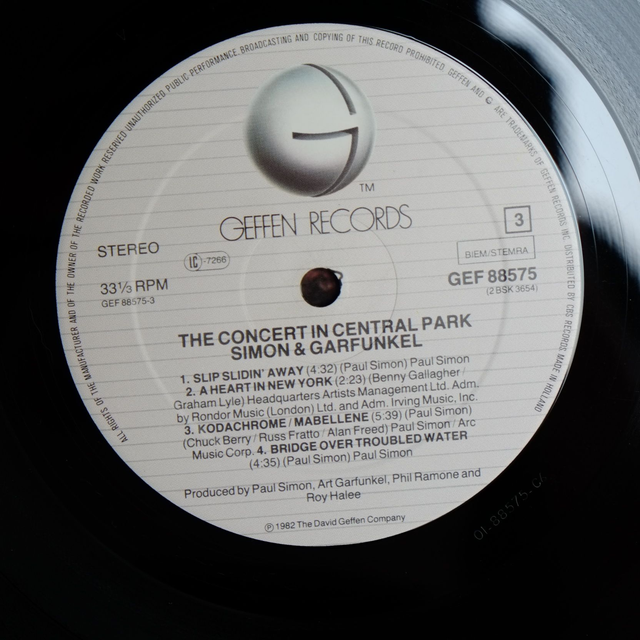 ALL RIGHTS OF THE MANUFACTURER AND OF THE OWNER OF THE RECORDED WORK RESERVED UNAUTHORIZED PUBLIC PERFORMANCE, BROADCASTING AND COPYING OF THIS RECORD PROHIBITED. GEFFEN AND G ARE TRADEMARKS OF GEFFEN RECORDS INC. DISTRIBUTED BY CBS RECORDS MADE IN HOLLAND
TM
GEFFEN RECORDS
3
STEREO
LC-7266
BIEM/STEMRA
33 1/3 RPM
GEF 88575
GEF 88575-3
(2 BSK 3654)
THE CONCERT IN CENTRAL PARK
SIMON & GARFUNKEL
1. SLIP SLIDIN' AWAY (4:32) (Paul Simon) Paul Simon
2. A HEART IN NEW YORK (2:23) (Benny Gallagher/
Graham Lyle) Headquarters Artists Management Ltd. Adm.
by Rondor Music (London) Ltd. and Adm. Irving Music, Inc.
3. KODACHROME / MABELLENE (5:39) (Paul Simon)
(Chuck Berry / Russ Fratto / Alan Freed) Paul Simon / Arc
Music Corp. 4. BRIDGE OVER TROUBLED WATER
(4:35) (Paul Simon) Paul Simon
Produced by Paul Simon, Art Garfunkel, Phil Ramone and
Roy Halee
℗ 1982 The David Geffen Company